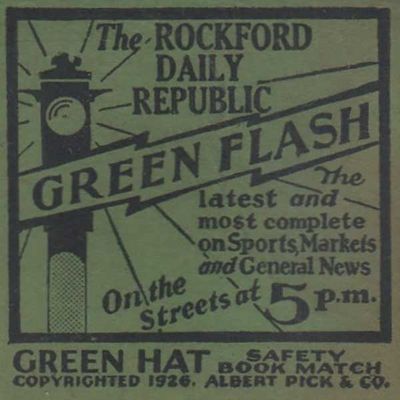 The ROCKFORD
DAILY
REPUBLIC
GREEN FLASH
The
latest and
most complete
on Sports, Markets
and General News
On the
Streets at 5 p.m.
GREEN HAT SAFETY
BOOK MATCH
COPYRIGHTED 1926. ALBERT PICK & CO.